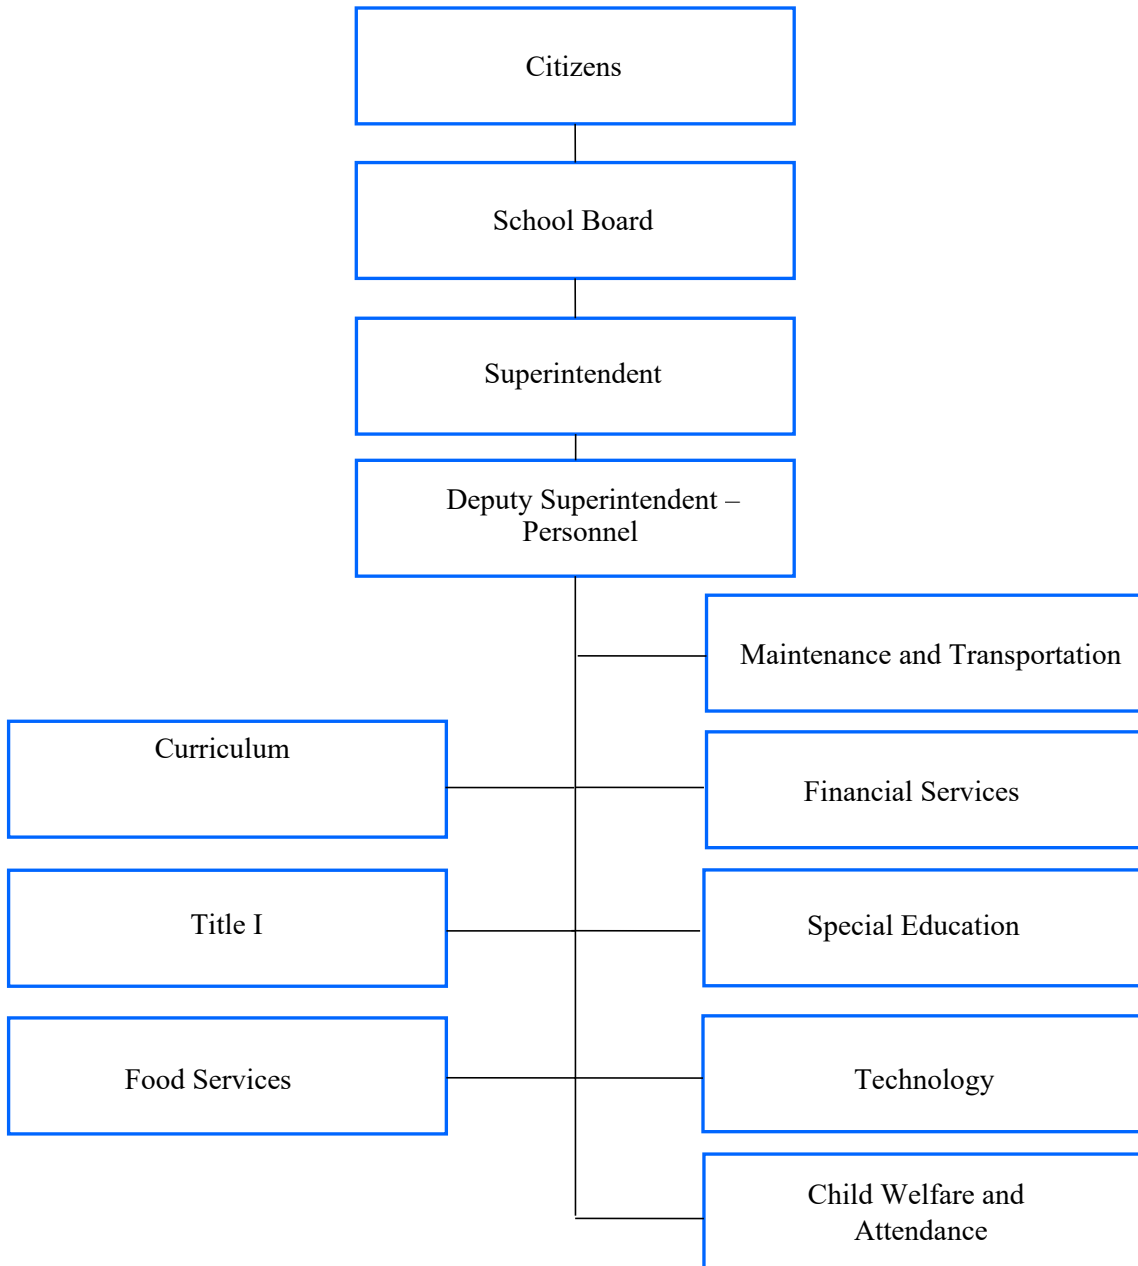 Citizens
School Board
Superintendent
Deputy Superintendent –
Personnel
Maintenance and Transportation
Curriculum
Financial Services
Title I
Special Education
Food Services
Technology
Child Welfare and
Attendance